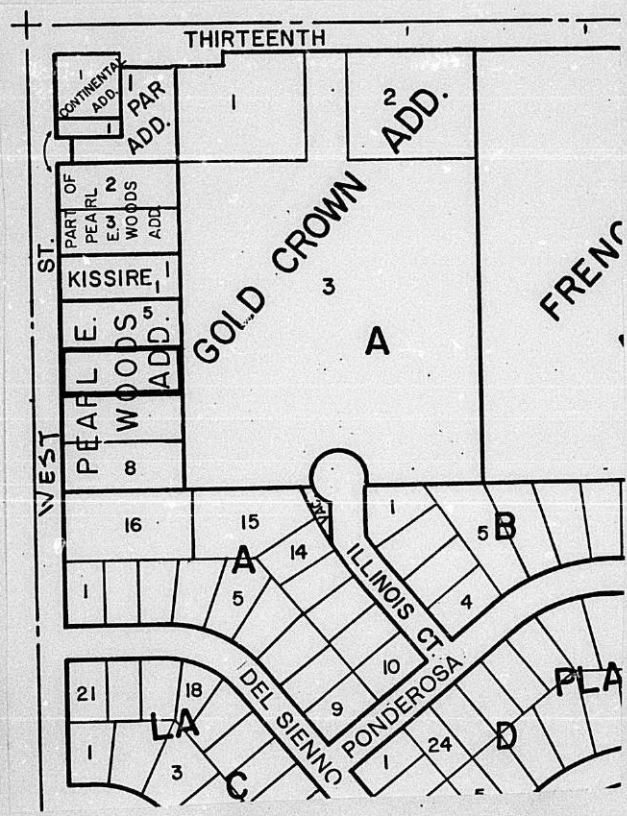 THIRTEENTH
1
CONTINENTAL
ADD.
1
1
PAR
ADD.
1
2
ADD.
PART OF
PEARL
E.
WOODS
ADD.
2
3
ST.
KISSIRE, 1
GOLD CROWN
3
A
FRENC
5
PEARL E.
WOODS
ADD.
8
WEST
16
15
VAC
1
5
B
14
A
ILLINOIS CT.
1
5
4
10
DEL SIENNO
PONDEROSA
9
21
18
LA
PLA
D
24
1
3
C
1
5